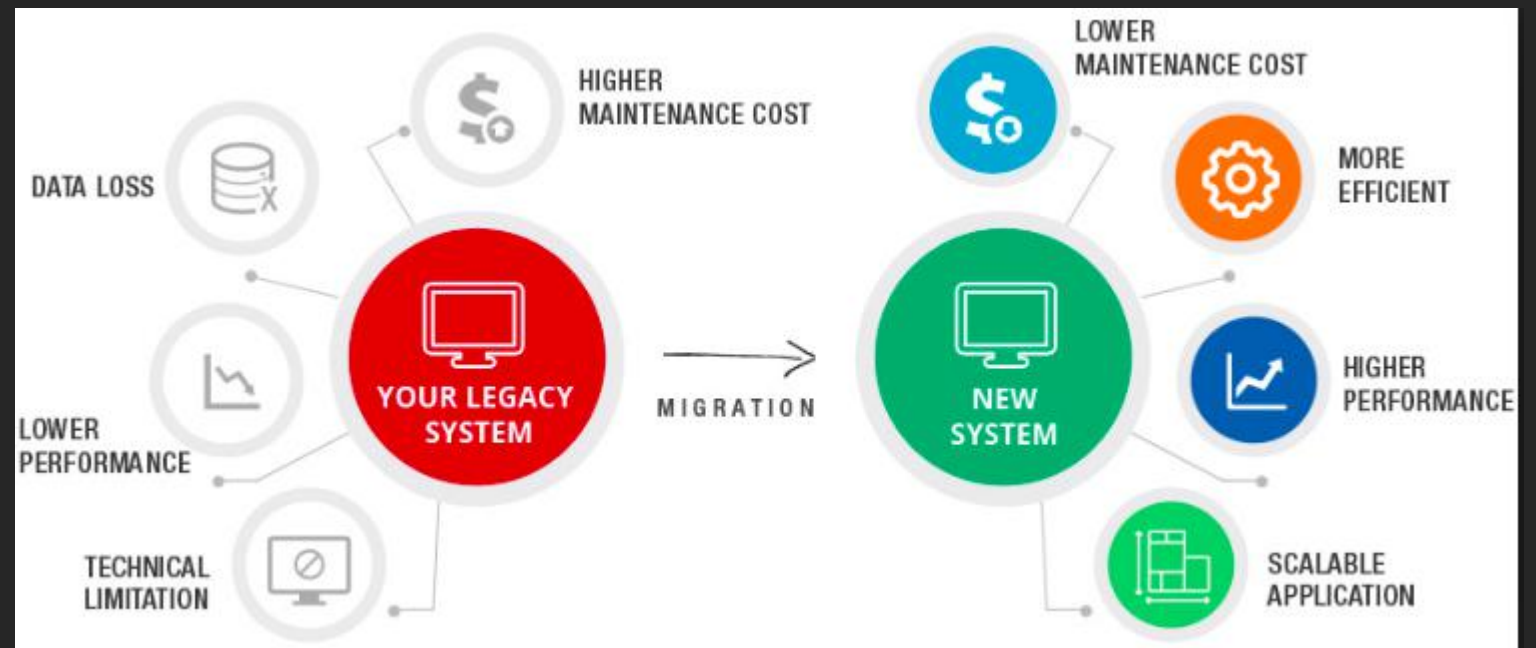 HIGHER
MAINTENANCE COST
DATA LOSS
LOWER
PERFORMANCE
TECHNICAL
LIMITATION
YOUR LEGACY
SYSTEM
MIGRATION
NEW
SYSTEM
LOWER
MAINTENANCE COST
MORE
EFFICIENT
HIGHER
PERFORMANCE
SCALABLE
APPLICATION